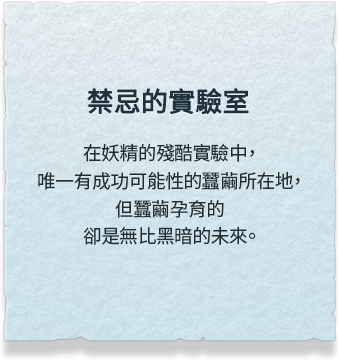 禁忌的實驗室
在妖精的殘酷實驗中，
唯一有成功可能性的蠶繭所在地，
但蠶繭孕育的
卻是無比黑暗的未來。